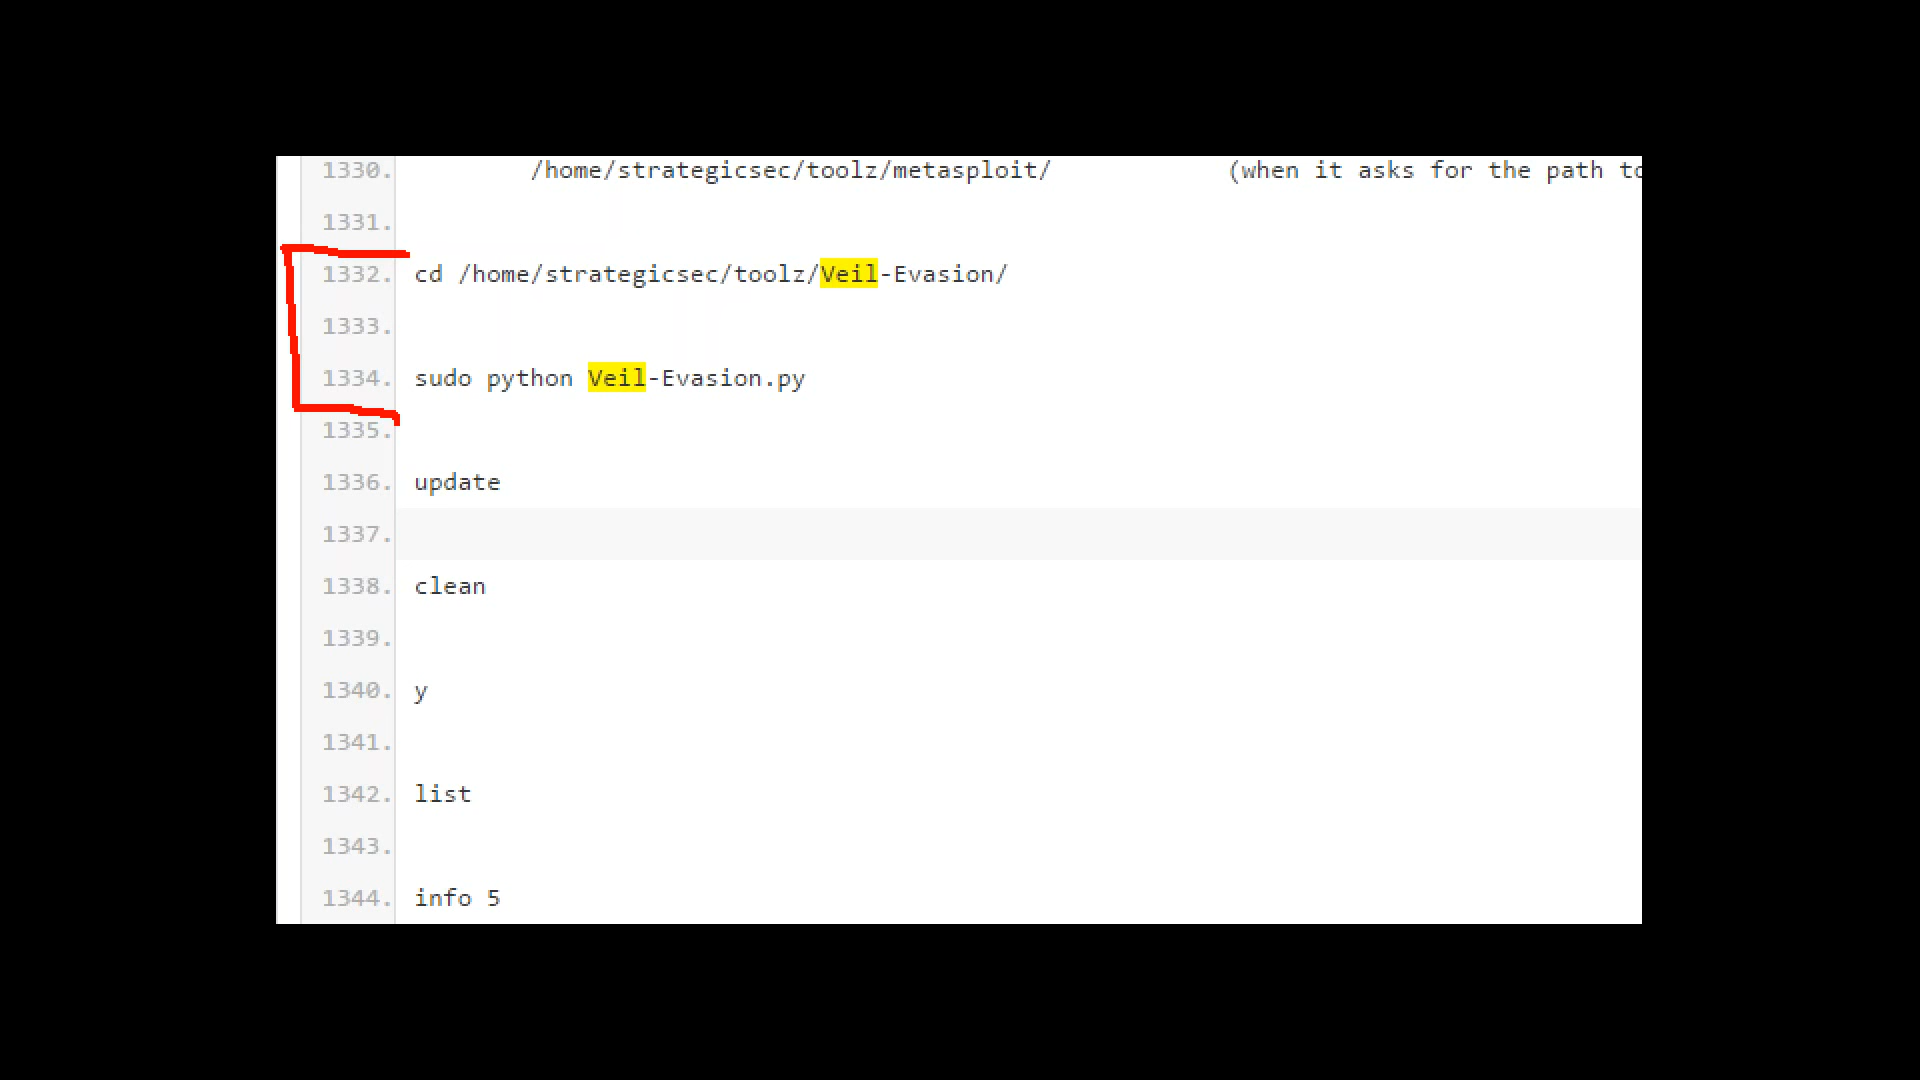 1330. /home/strategicsec/toolz/metasploit/ (when it asks for the path to
1331.
1332. cd /home/strategicsec/toolz/Veil-Evasion/
1333.
1334. sudo python Veil-Evasion.py
1335.
1336. update
1337.
1338. clean
1339.
1340. y
1341.
1342. list
1343.
1344. info 5